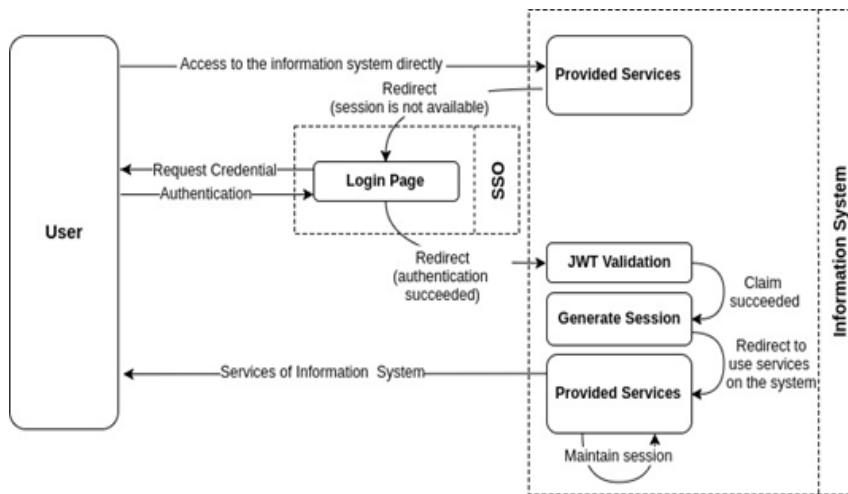 Access to the information system directly
Provided Services
Redirect
(session is not available)
Request Credential
Login Page
SSO
Authentication
User
Redirect
(authentication
succeeded)
JWT Validation
Claim
succeeded
Generate Session
Redirect to
use services
on the system
Services of Information System
Provided Services
Maintain session
Information System